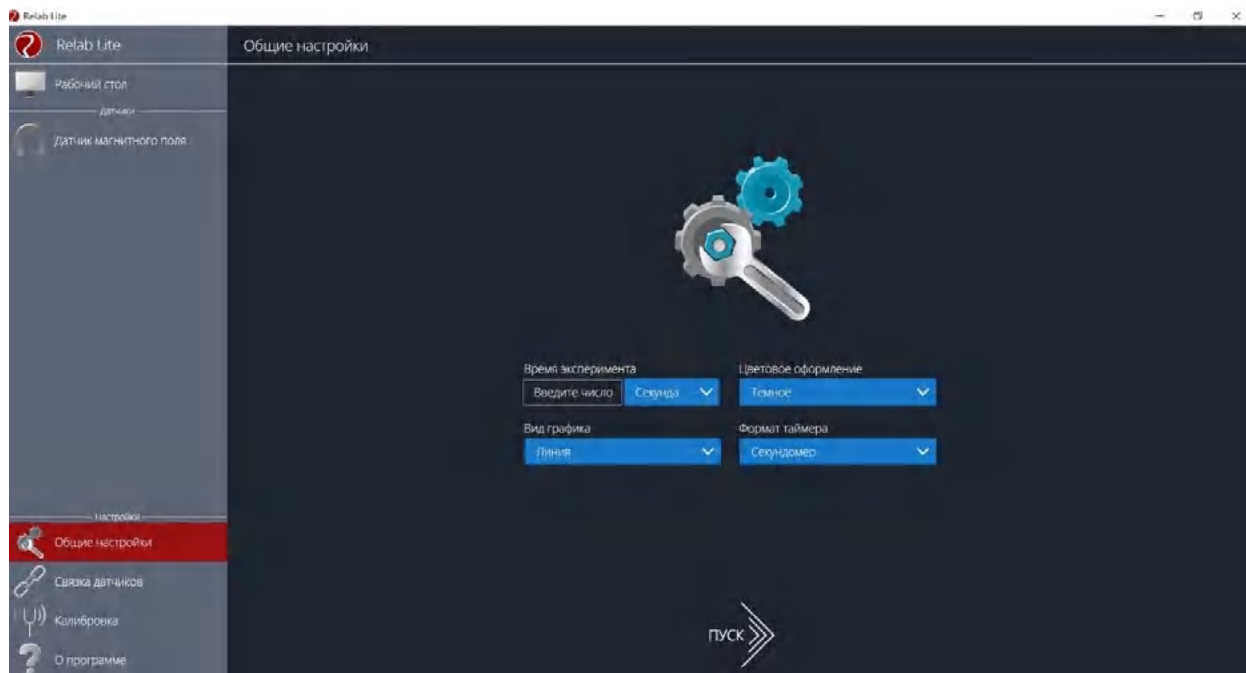 Relab Lite
Relab Lite
Общие настройки
Рабочий стол
Датчики
Датчик магнитного поля
Время эксперимента
Цветовое оформление
Введите число
Секунда
Темное
Вид графика
Формат таймера
Линия
Секундомер
Настройки
Общие настройки
Связка датчиков
Калибровка
О программе
ПУСК